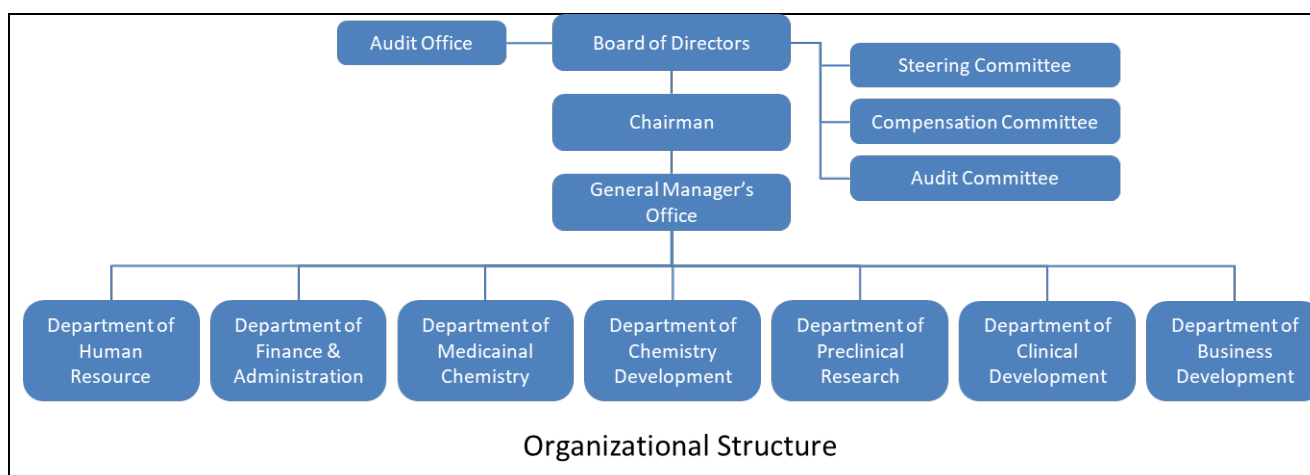 Audit Office
Board of Directors
Steering Committee
Chairman
Compensation Committee
Audit Committee
General Manager's
Office
Department of
Human
Resource
Department of
Finance &
Administration
Department of
Medicainal
Chemistry
Department of
Chemistry
Development
Department of
Preclinical
Research
Department of
Clinical
Development
Department of
Business
Development
Organizational Structure